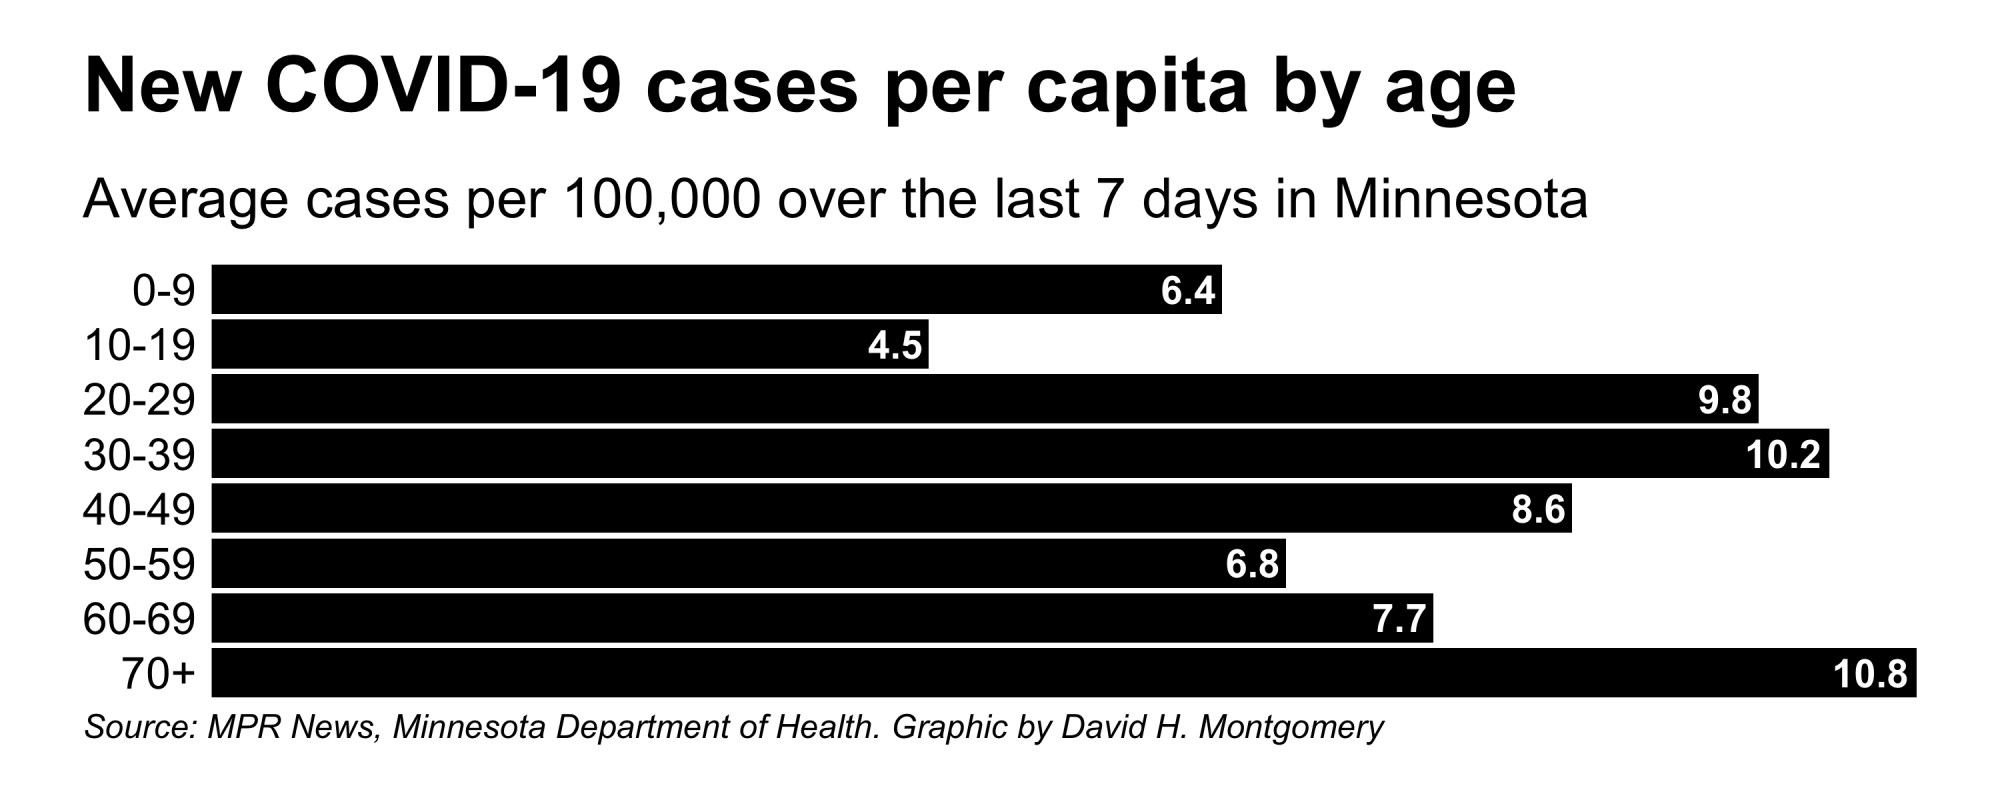 New COVID-19 cases per capita by age
Average cases per 100,000 over the last 7 days in Minnesota
0-9 6.4
10-19 4.5
20-29 9.8
30-39 10.2
40-49 8.6
50-59 6.8
60-69 7.7
70+ 10.8
Source: MPR News, Minnesota Department of Health. Graphic by David H. Montgomery